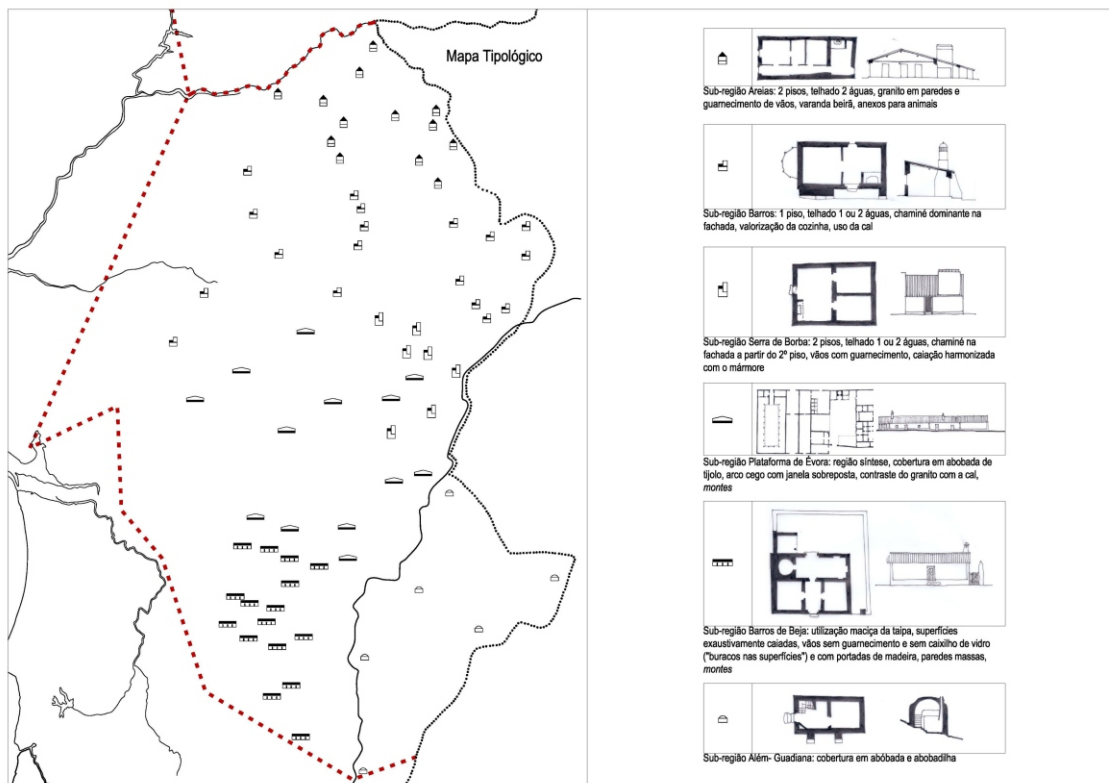 Mapa Tipológico
Sub-região Areias: 2 pisos, telhado 2 águas, granito em paredes e
guarnecimento de vãos, varanda beirã, anexos para animais
Sub-região Barros: 1 piso, telhado 1 ou 2 águas, chaminé dominante na
fachada, valorização da cozinha, uso da cal
Sub-região Serra de Borba: 2 pisos, telhado 1 ou 2 águas, chaminé na
fachada a partir do 2º piso, vãos com guarnecimento, caiação harmonizada
com o mármore
Sub-região Plataforma de Évora: região síntese, cobertura em abobada de
tijolo, arco cego com janela sobreposta, contraste do granito com a cal,
montes
Sub-região Barros de Beja: utilização maciça da taipa, superfícies
exaustivamente caiadas, vãos sem guarnecimento e sem caixilho de vidro
("buracos nas superfícies") e com portadas de madeira, paredes massas,
montes
Sub-região Além- Guadiana: cobertura em abóbada e abobadilha